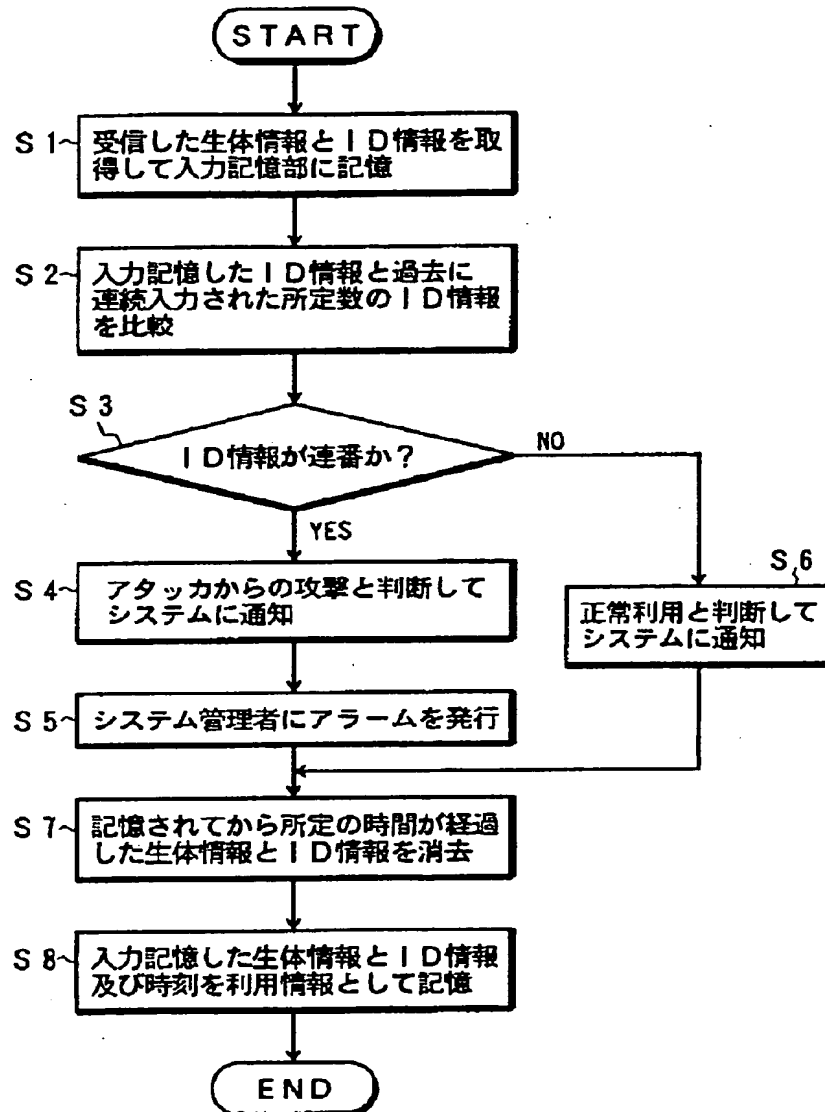 START
S1 受信した生体情報とID情報を取
得して入力記憶部に記憶
S2 入力記憶したID情報と過去に
連続入力された所定数のID情報
を比較
S3
ID情報が連番か?
NO
YES
S4 アタッカからの攻撃と判断して
システムに通知
S6
正常利用と判断して
システムに通知
S5 システム管理者にアラームを発行
S7 記憶されてから所定の時間が経過
した生体情報とID情報を消去
S8 入力記憶した生体情報とID情報
及び時刻を利用情報として記憶
END